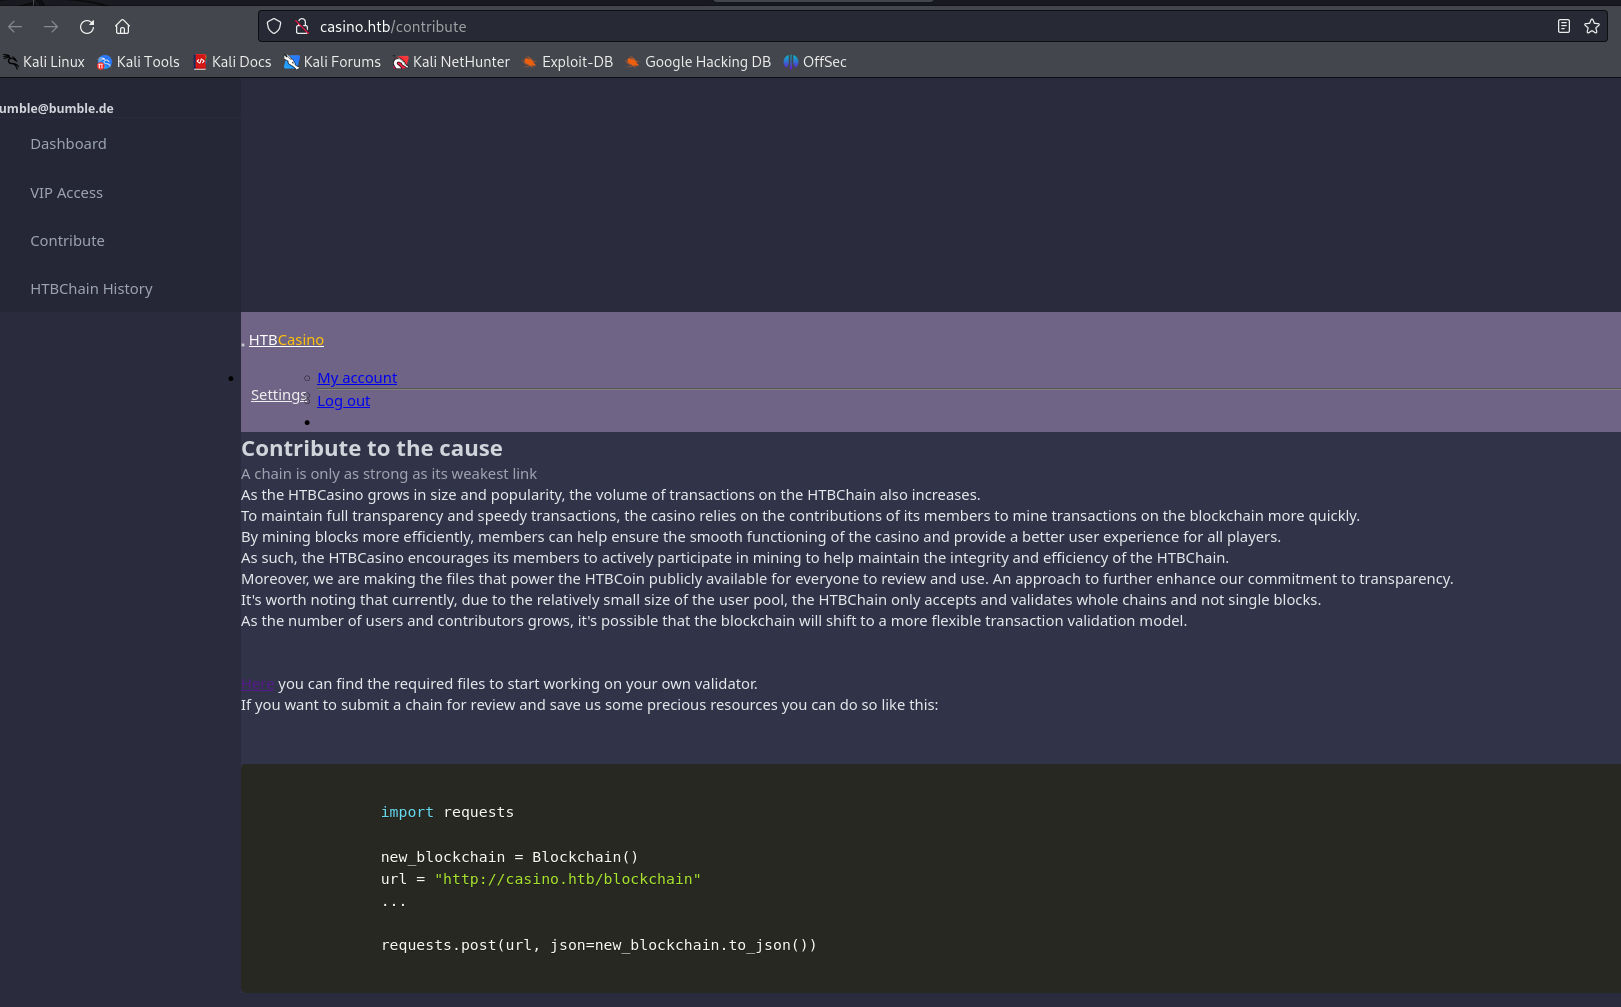 casino.htb/contribute
Kali Linux Kali Tools Kali Docs Kali Forums Kali NetHunter Exploit-DB Google Hacking DB OffSec
umble@bumble.de
Dashboard
VIP Access
Contribute
HTBChain History
HTBCasino
My account
Settings
Log out
Contribute to the cause
A chain is only as strong as its weakest link
As the HTBCasino grows in size and popularity, the volume of transactions on the HTBChain also increases.
To maintain full transparency and speedy transactions, the casino relies on the contributions of its members to mine transactions on the blockchain more quickly.
By mining blocks more efficiently, members can help ensure the smooth functioning of the casino and provide a better user experience for all players.
As such, the HTBCasino encourages its members to actively participate in mining to help maintain the integrity and efficiency of the HTBChain.
Moreover, we are making the files that power the HTBCoin publicly available for everyone to review and use. An approach to further enhance our commitment to transparency.
It's worth noting that currently, due to the relatively small size of the user pool, the HTBChain only accepts and validates whole chains and not single blocks.
As the number of users and contributors grows, it's possible that the blockchain will shift to a more flexible transaction validation model.
you can find the required files to start working on your own validator.
If you want to submit a chain for review and save us some precious resources you can do so like this:
import requests
new_blockchain = Blockchain()
url = "http://casino.htb/blockchain"
...
requests.post(url, json=new_blockchain.to_json())